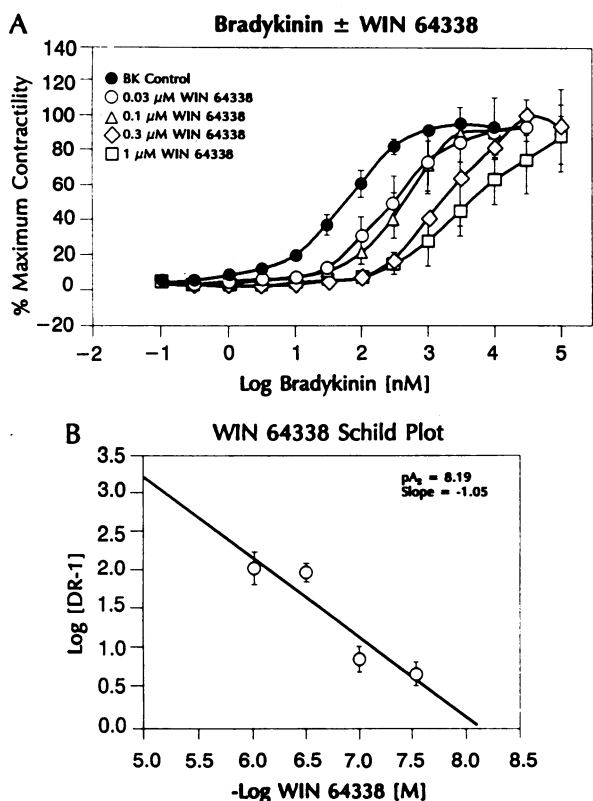 A
Bradykinin ± WIN 64338
% Maximum Contractility
140
120
100
80
60
40
20
0
−20
BK Control
0.03 μM WIN 64338
0.1 μM WIN 64338
0.3 μM WIN 64338
1 μM WIN 64338
−2 −1 0 1 2 3 4 5
Log Bradykinin [nM]
B
WIN 64338 Schild Plot
Log [DR-1]
3.5
3.0
2.5
2.0
1.0
0.5
0.0
pA₂ = 8.19
Slope = -1.05
5.0 5.5 6.0 6.5 7.0 7.5 8.0 8.5
-Log WIN 64338 [M]